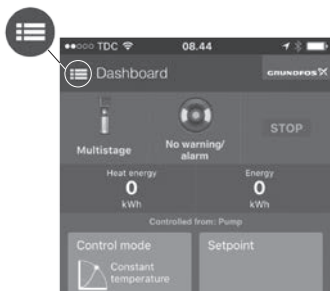 TDC 08.44
Dashboard
GRUNDFOS
Multistage
No warning/
alarm
STOP
Heat energy
0
kWh
Energy
0
kWh
Controlled from: Pump
Control mode
Constant
temperature
Setpoint